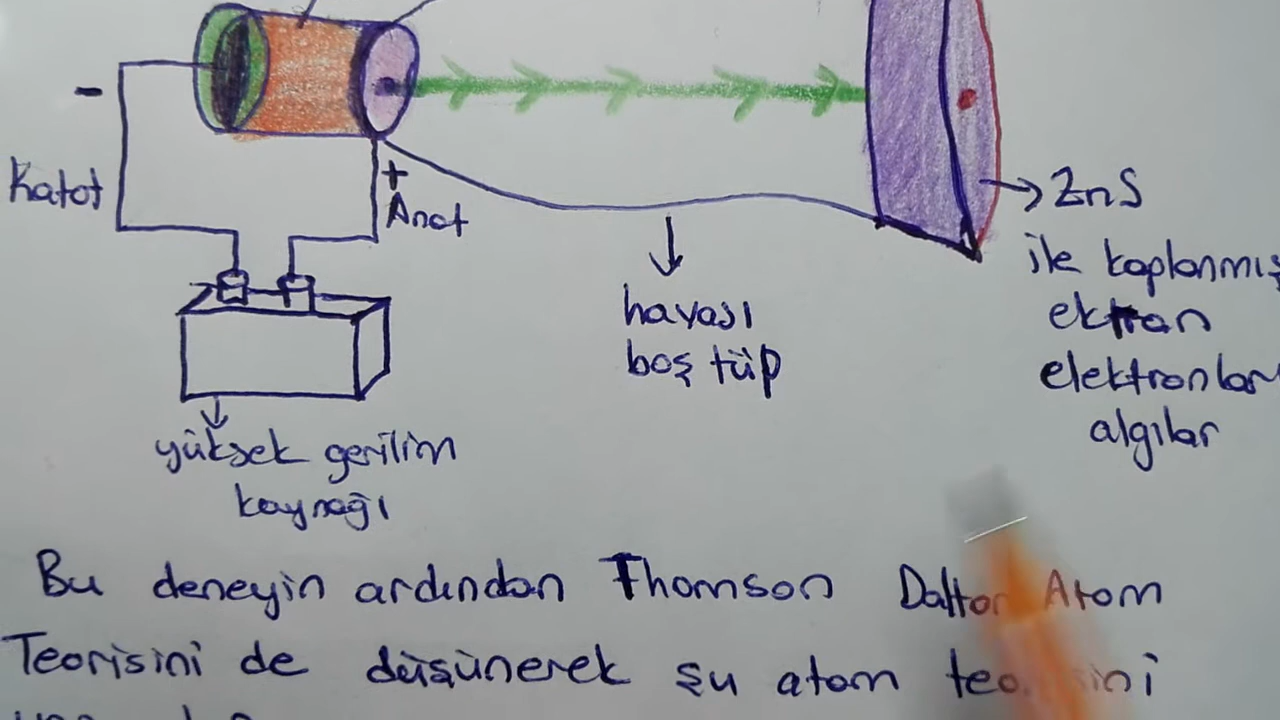 -
Katot
+
Anot
→ ZnS
ile kaplanmış
ekran
elektronları
algılar
havası
boş tüp
yüksek gerilim
kaynağı
Bu deneyin ardından Thomson Dalton Atom
Teorisini de düşünerek şu atom